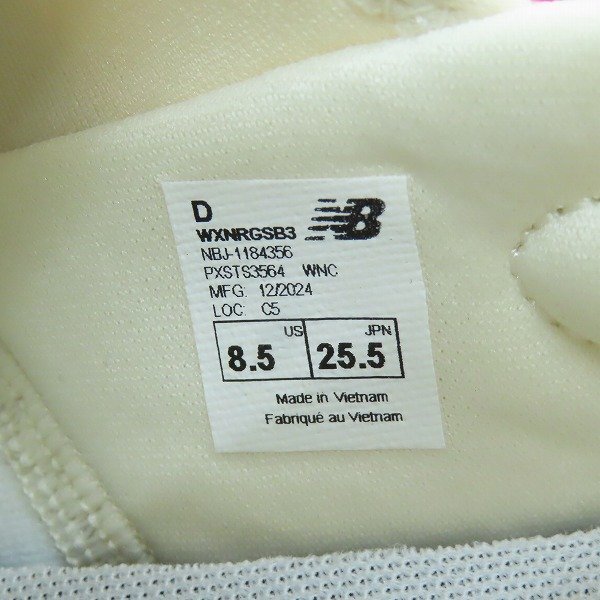 D NB
WXNRGSB3
NBJ-1184356
PXSTS3564 WNC
MFG: 12/2024
LOC: C5
US JPN
8.5 25.5
Made in Vietnam
Fabriqué au Vietnam